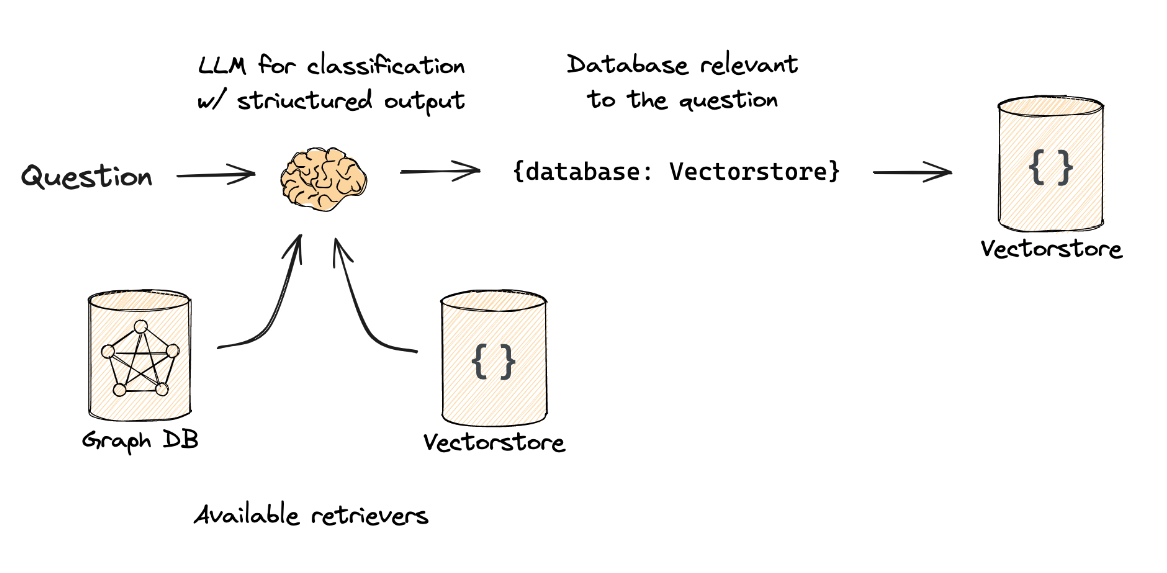 LLM for classification
w/ striuctured output
Database relevant
to the question
Question
{database: Vectorstore}
{ }
Vectorstore
{ }
Graph DB
Vectorstore
Available retrievers